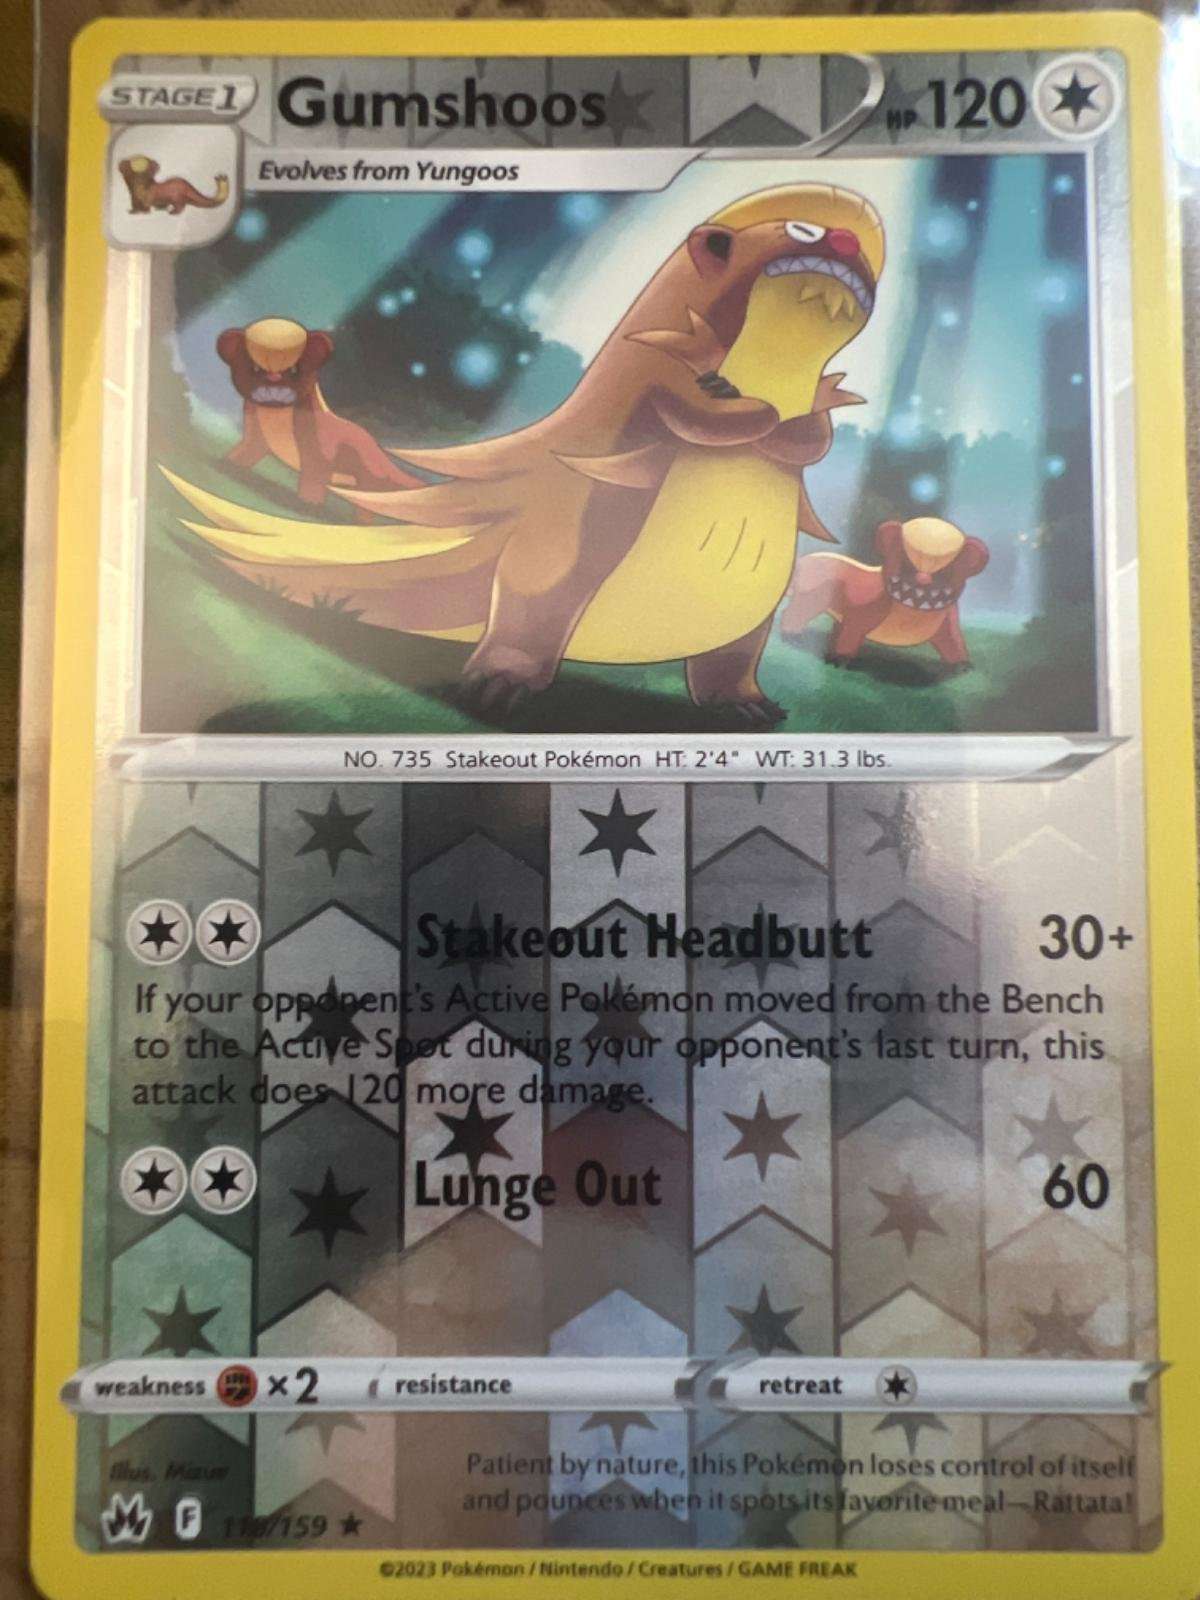 STAGE 1
Gumshoos
HP 120
Evolves from Yungoos
NO. 735 Stakeout Pokémon HT: 2'4" WT: 31.3 lbs.
Stakeout Headbutt 30+
If your opponent's Active Pokémon moved from the Bench
to the Active Spot during your opponent's last turn, this
attack does 120 more damage.
Lunge Out 60
weakness ×2 resistance retreat
Illus. Miaw
Patient by nature, this Pokémon loses control of itself
and pounces when it spots its favorite meal—Rattata!
F /159 ★
©2023 Pokémon / Nintendo / Creatures / GAME FREAK